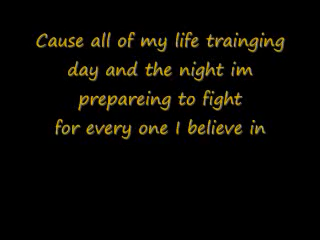 Cause all of my life trainging
day and the night im
prepareing to fight
for every one I believe in